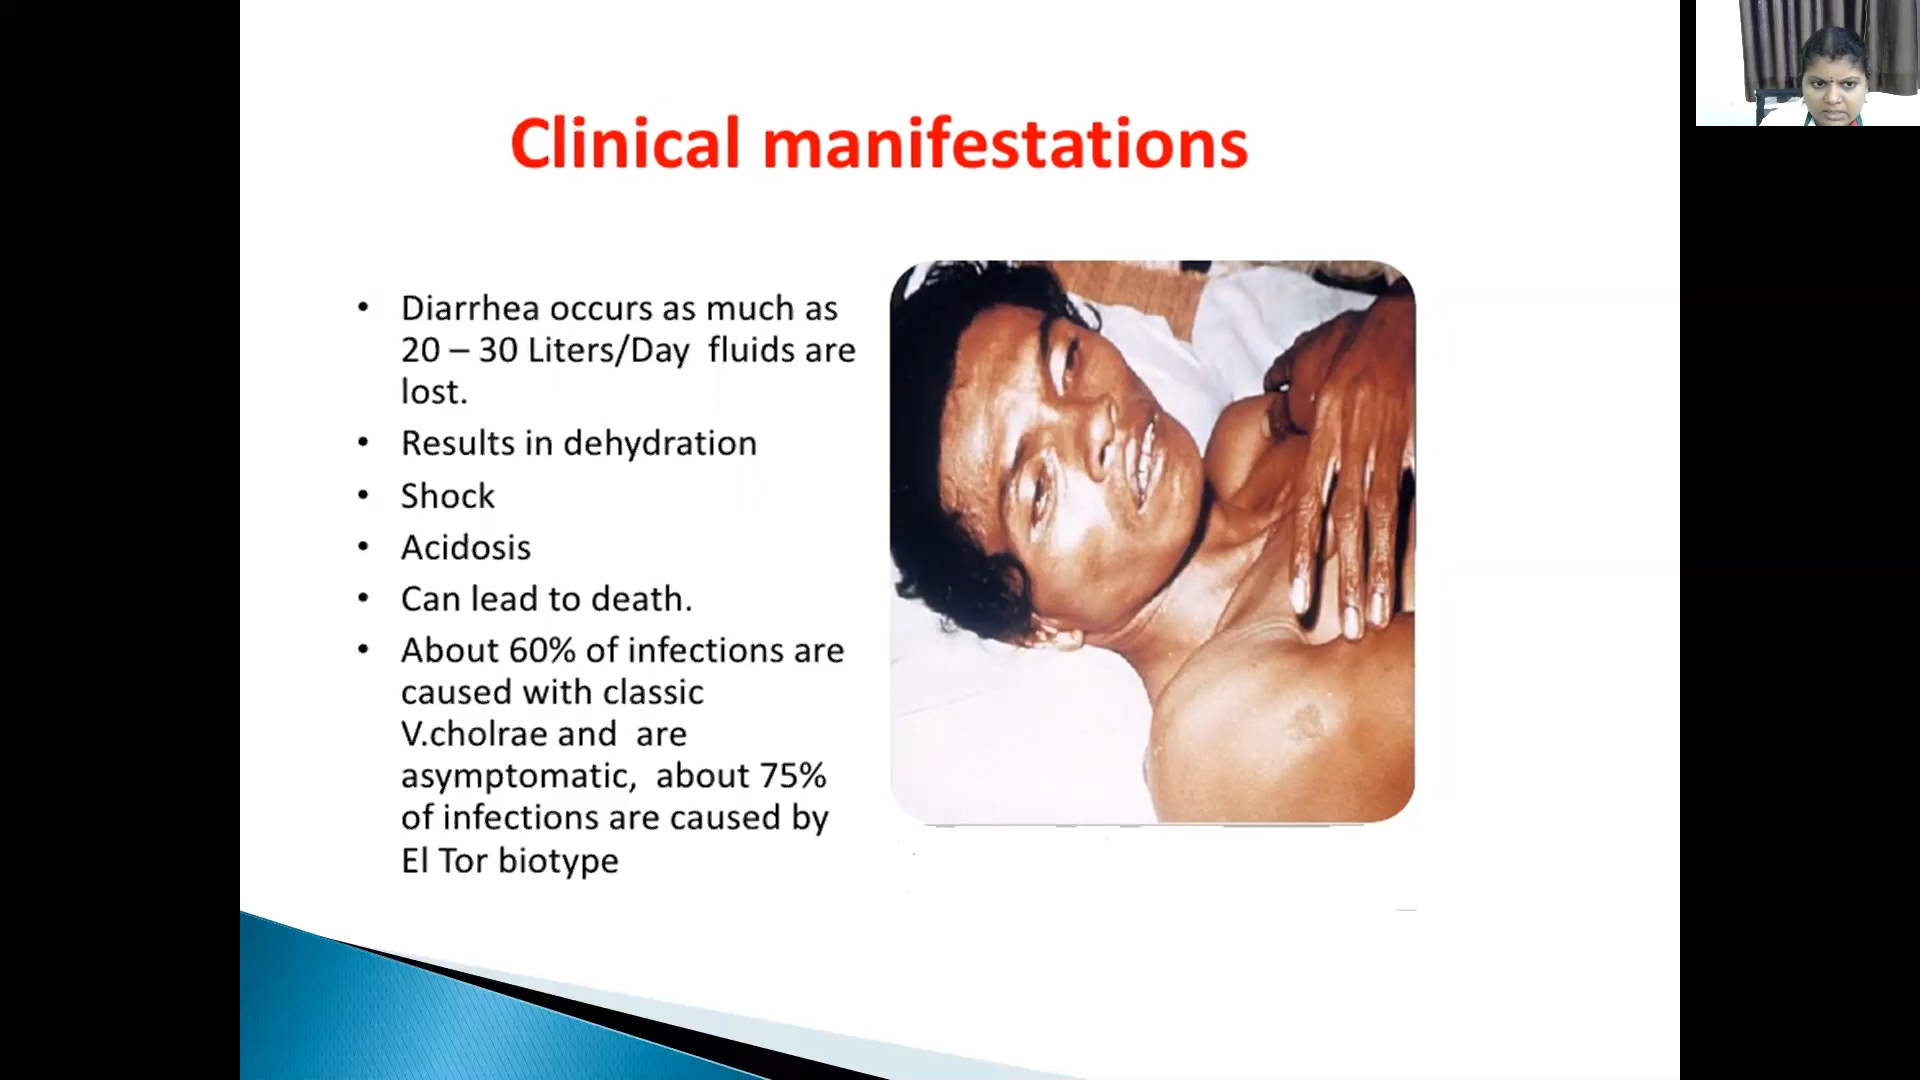 Clinical manifestations
• Diarrhea occurs as much as
20 – 30 Liters/Day  fluids are
lost.
• Results in dehydration
• Shock
• Acidosis
• Can lead to death.
• About 60% of infections are
caused with classic
V.cholrae and  are
asymptomatic,  about 75%
of infections are caused by
El Tor biotype